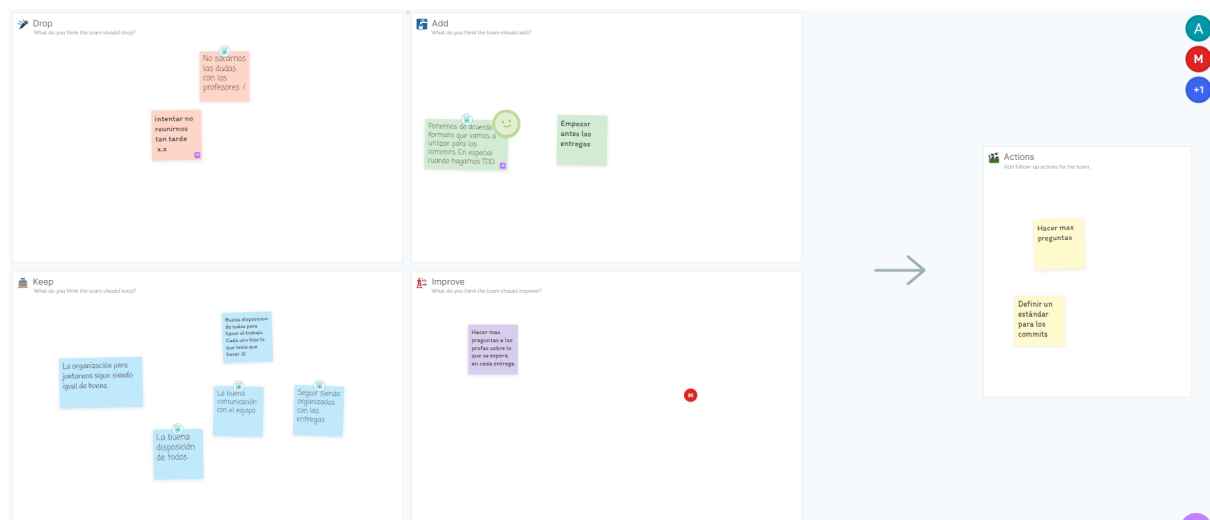 Drop
What do you think the team should drop?
No sacarnos
las dudas
con los
profesores :/
intentar no
reunirnos
tan tarde
x.x
Add
What do you think the team should add?
Ponernos de acuerdo
formato que vamos a
utilizar para los
commits. En especial
cuando hagamos TDD.
Empezar
antes las
entregas
Keep
What do you think the team should keep?
Buena disposicion
de todos para
hacer el trabajo.
Cada uno hizo lo
que tenia que
hacer :D
La organización para
juntarnos sigue siendo
igual de buena.
La buena
comunicación
con el equipo
Seguir siendo
organizados
con las
entregas
La buena
disposición
de todos
Improve
What do you think the team should improve?
Hacer mas
preguntas a los
profes sobre lo
que se espera
en cada entrega
M
Actions
Add follow-up actions for the team.
Hacer mas
preguntas
Definir un
estándar
para los
commits
A
M
+1